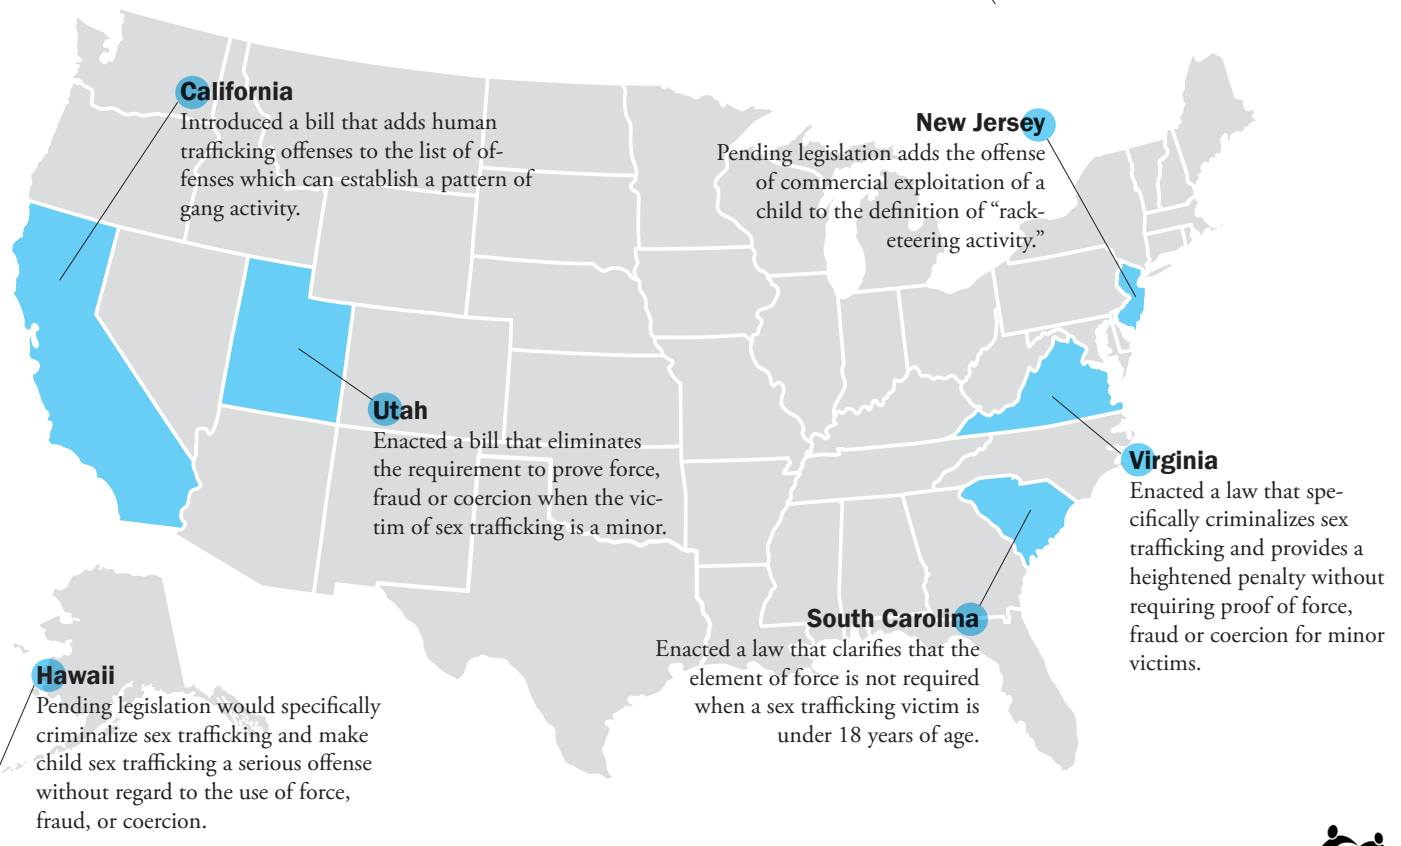 California
Introduced a bill that adds human
trafficking offenses to the list of of-
fenses which can establish a pattern of
gang activity.
New Jersey
Pending legislation adds the offense
of commercial exploitation of a
child to the definition of “rack-
eteering activity.”
Utah
Enacted a bill that eliminates
the requirement to prove force,
fraud or coercion when the vic-
tim of sex trafficking is a minor.
Virginia
Enacted a law that spe-
cifically criminalizes sex
trafficking and provides a
heightened penalty without
requiring proof of force,
fraud or coercion for minor
victims.
South Carolina
Enacted a law that clarifies that the
element of force is not required
when a sex trafficking victim is
under 18 years of age.
Hawaii
Pending legislation would specifically
criminalize sex trafficking and make
child sex trafficking a serious offense
without regard to the use of force,
fraud, or coercion.